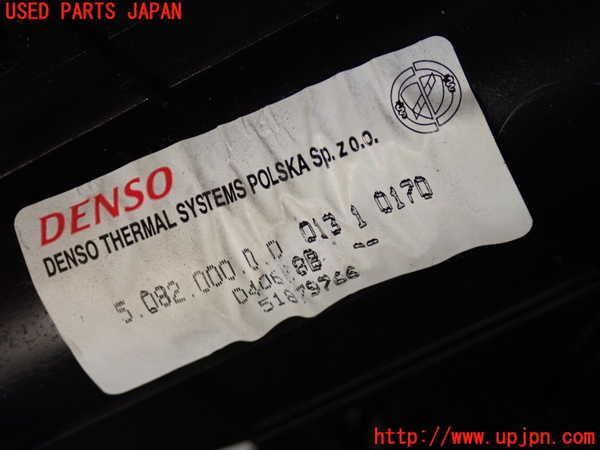 USED PARTS JAPAN
DENSO
DENSO THERMAL SYSTEMS POLSKA Sp. z o.o.
5.682.000.0.0 013 1 0170
51879766
http://www.upjpn.com